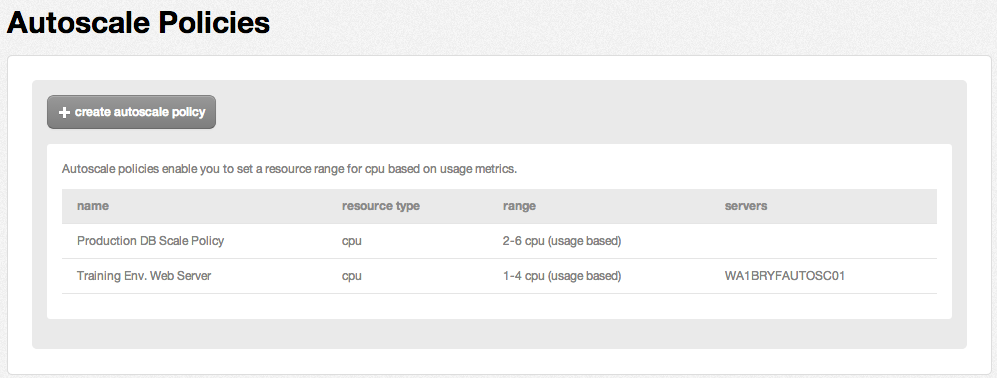 Autoscale Policies
+ create autoscale policy
Autoscale policies enable you to set a resource range for cpu based on usage metrics.
name resource type range servers
Production DB Scale Policy cpu 2-6 cpu (usage based)
Training Env. Web Server cpu 1-4 cpu (usage based) WA1BRYFAUTOSC01